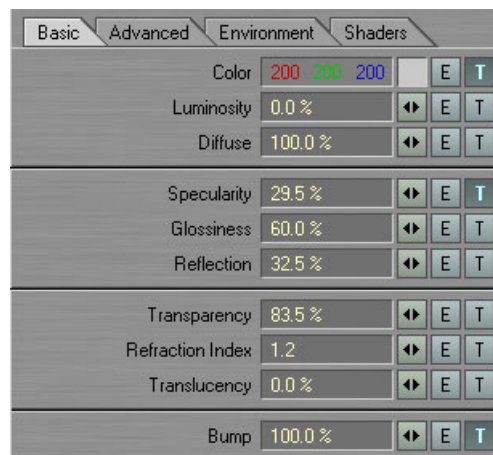 Basic Advanced Environment Shaders
Color 200 200 200 E T
Luminosity 0.0 % E T
Diffuse 100.0 % E T
Specularity 29.5 % E T
Glossiness 60.0 % E T
Reflection 32.5 % E T
Transparency 83.5 % E T
Refraction Index 1.2 E T
Translucency 0.0 % E T
Bump 100.0 % E T